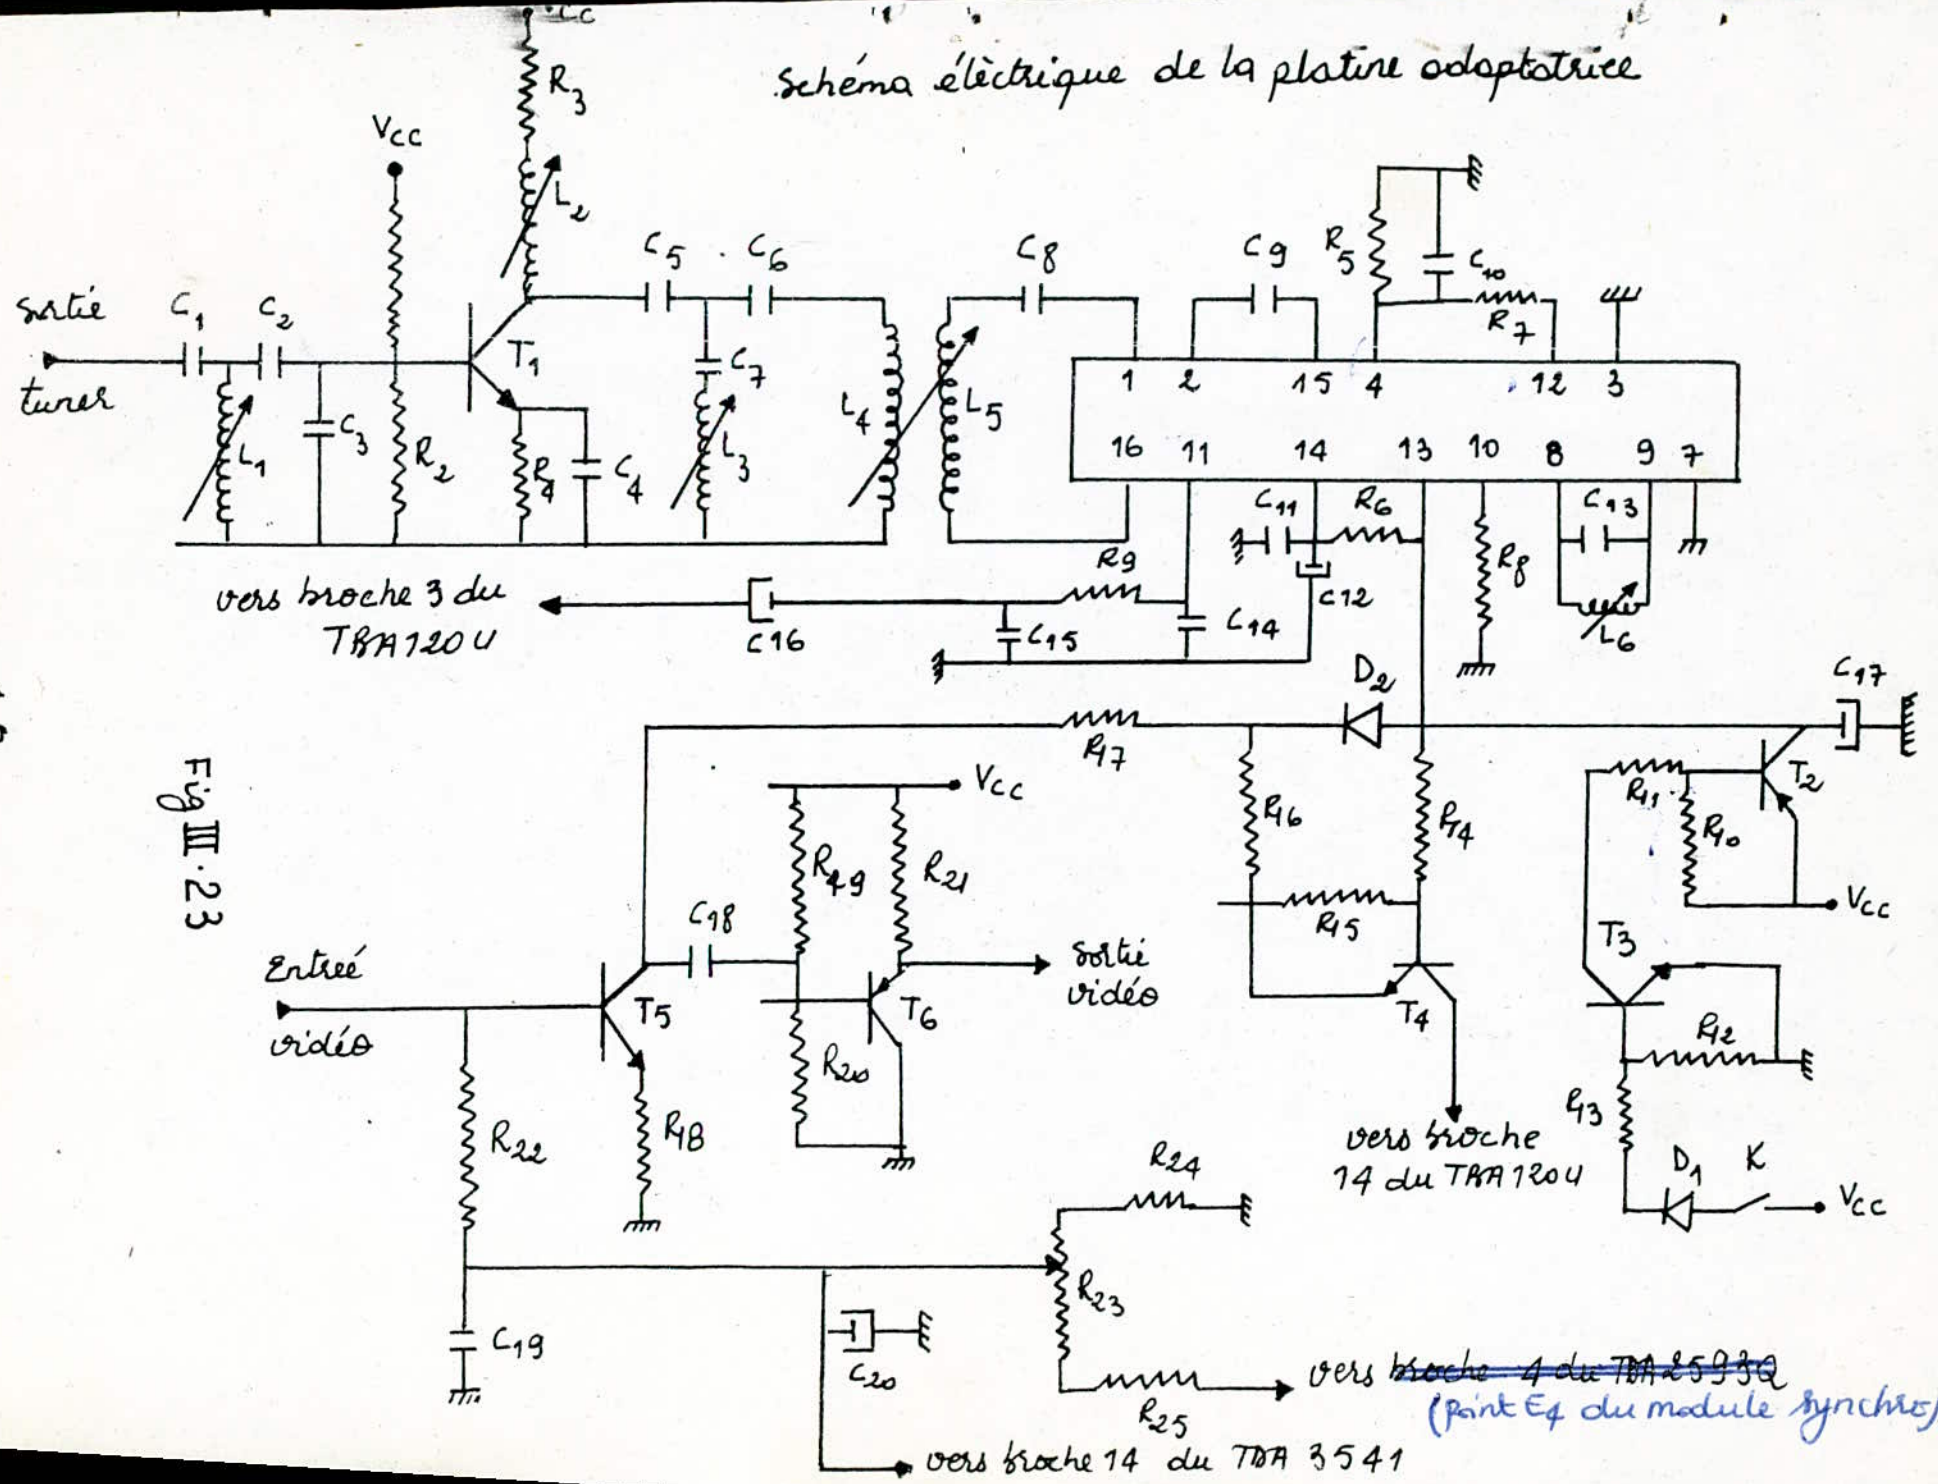 Schéma éléctrique de la platine adaptatrice
R3
Vcc
L2
C5
C6
C8
C9
R5
C10
R7
Sortié
tuner
C1
C2
T1
C7
L4
L5
L1
C3
R2
R4
C4
L3
1 2 15 4 12 3
16 11 14 13 10 8 9 7
C11
R6
C13
R9
R8
C12
L6
vers broche 3 du
TBA120U
C16
C15
C14
D2
C17
R17
R11
T2
Vcc
R16
R14
R10
R19
R21
Vcc
Fig III.23
C18
R15
T3
Entreé
vidéo
T5
T6
Sortié
vidéo
T4
R20
R12
R22
R18
R13
vers broche
14 du TBA120U
D1
K
Vcc
R24
R23
C19
C20
vers broche 4 du TDA2593Q
(point E4 du module synchro)
R25
vers broche 14 du TDA 3541